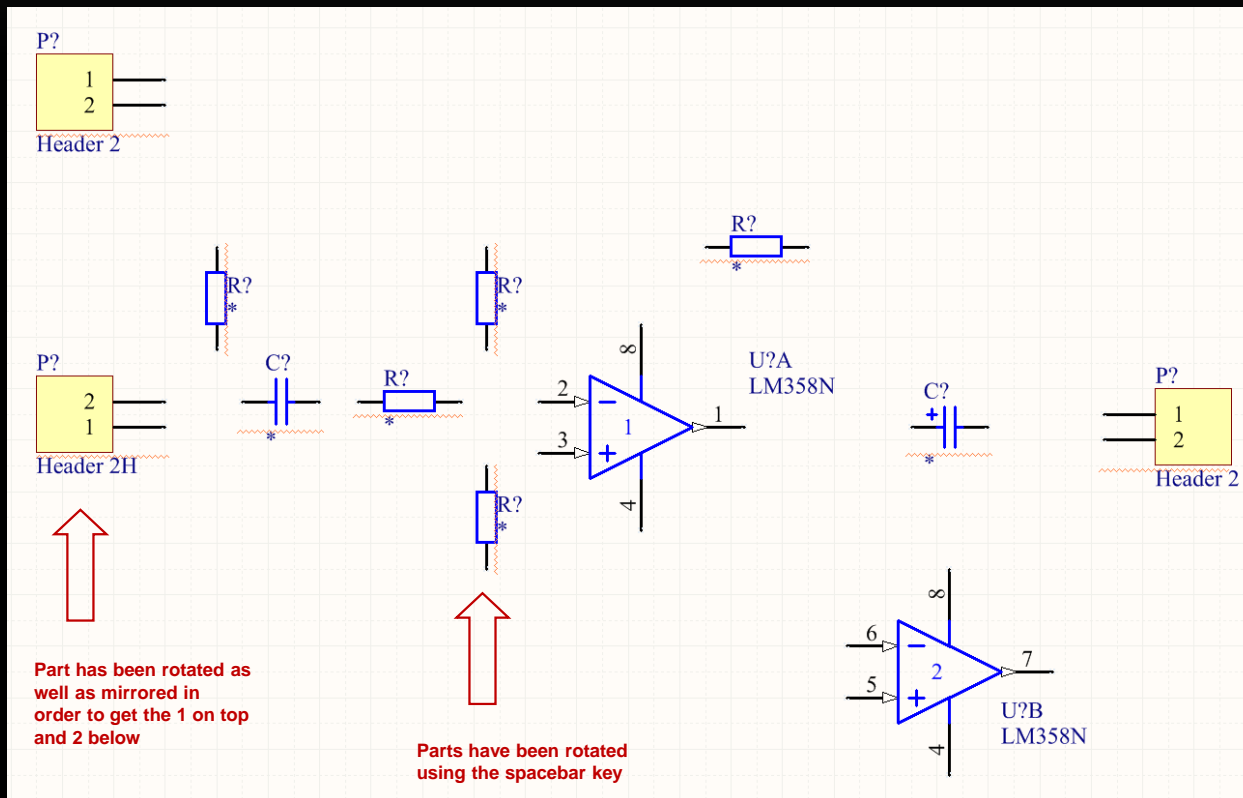 P?
1
2
Header 2
R?
*
R?
*
R?
*
P?
2
1
Header 2H
C?
*
R?
*
8
2
3
1
1
4
U?A
LM358N
C?
+
*
P?
1
2
Header 2
R?
*
8
6
5
2
7
4
U?B
LM358N
Part has been rotated as
well as mirrored in
order to get the 1 on top
and 2 below
Parts have been rotated
using the spacebar key